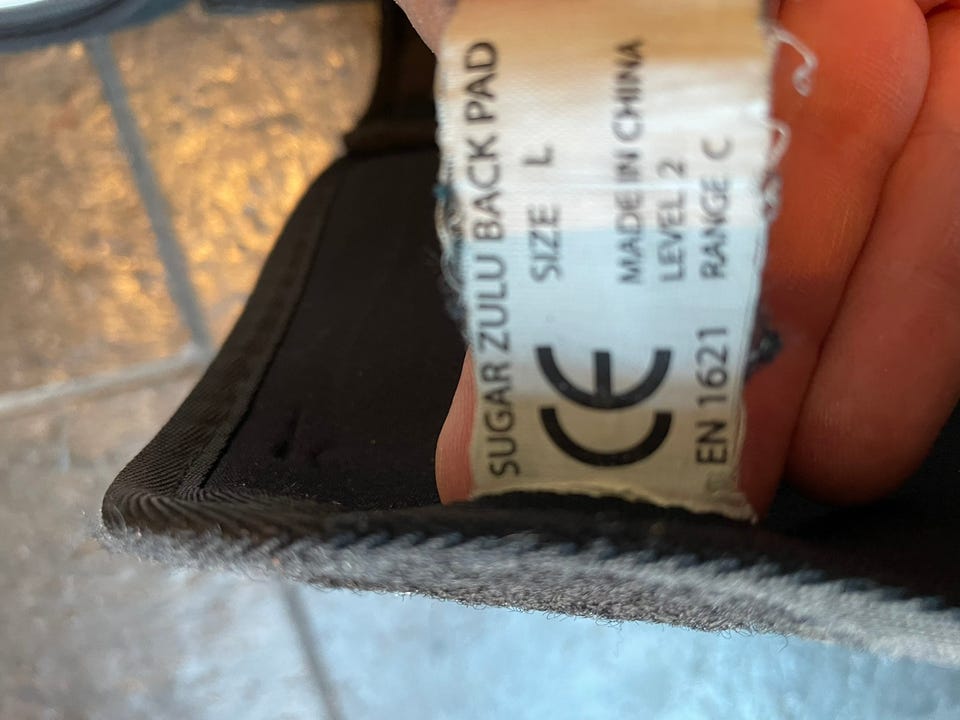 SUGAR ZULU BACK PAD
SIZE L
CE
MADE IN CHINA
LEVEL 2
EN 1621 RANGE C